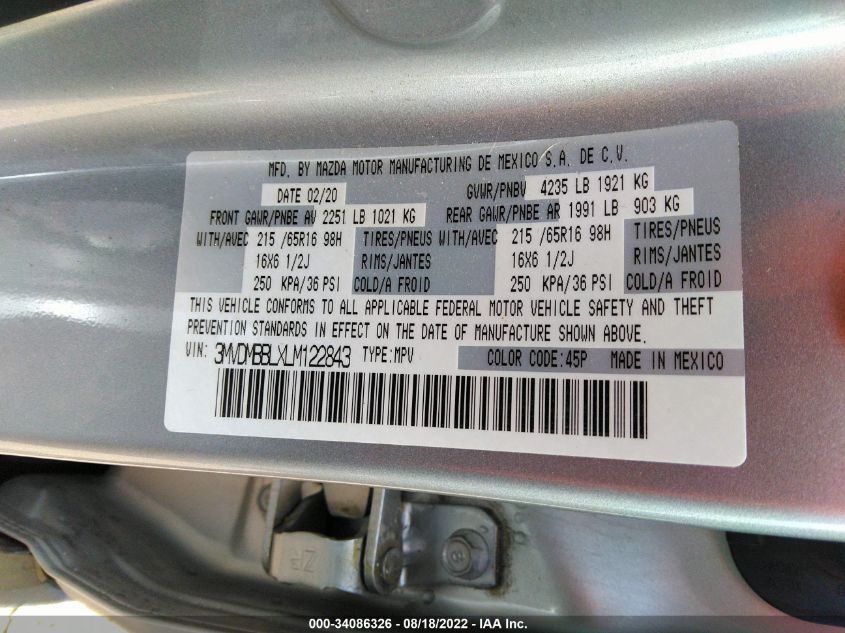 MFD. BY MAZDA MOTOR MANUFACTURING DE MEXICO S.A. DE C.V.
DATE 02/20 GVWR/PNBV 4235 LB 1921 KG
FRONT GAWR/PNBE AV 2251 LB 1021 KG REAR GAWR/PNBE AR 1991 LB 903 KG
WITH/AVEC 215 /65R16 98H TIRES/PNEUS WITH/AVEC 215 /65R16 98H TIRES/PNEUS
16X6 1/2J RIMS/JANTES 16X6 1/2J RIMS/JANTES
250 KPA/36 PSI COLD/A FROID 250 KPA/36 PSI COLD/A FROID
THIS VEHICLE CONFORMS TO ALL APPLICABLE FEDERAL MOTOR VEHICLE SAFETY AND THEFT
PREVENTION STANDARDS IN EFFECT ON THE DATE OF MANUFACTURE SHOWN ABOVE.
VIN: 3MVDMBBLXLM122843 TYPE:MPV COLOR CODE:45P MADE IN MEXICO
000-34086326 - 08/18/2022 - IAA Inc.